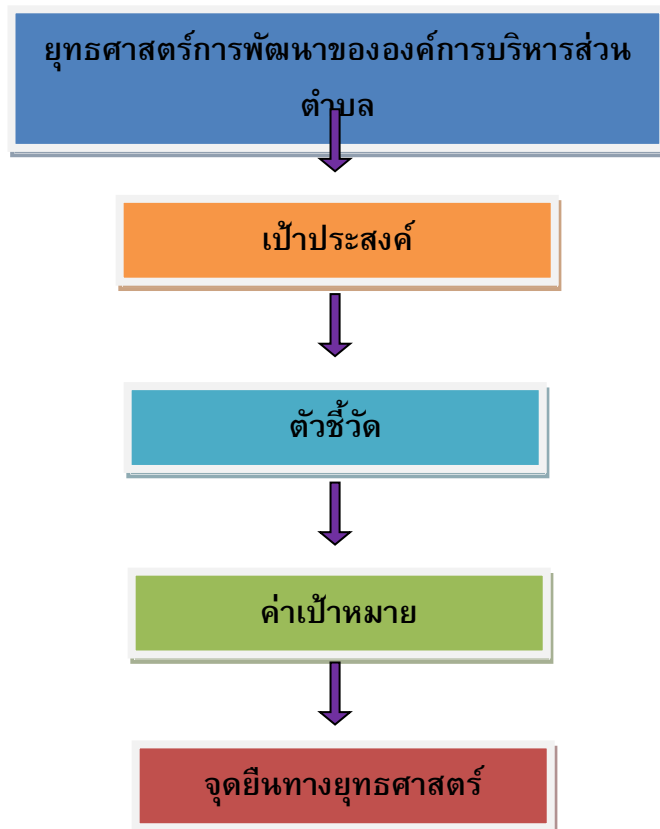 ยุทธศาสตร์การพัฒนาขององค์การบริหารส่วน
ตำบล
เป้าประสงค์
ตัวชี้วัด
ค่าเป้าหมาย
จุดยืนทางยุทธศาสตร์